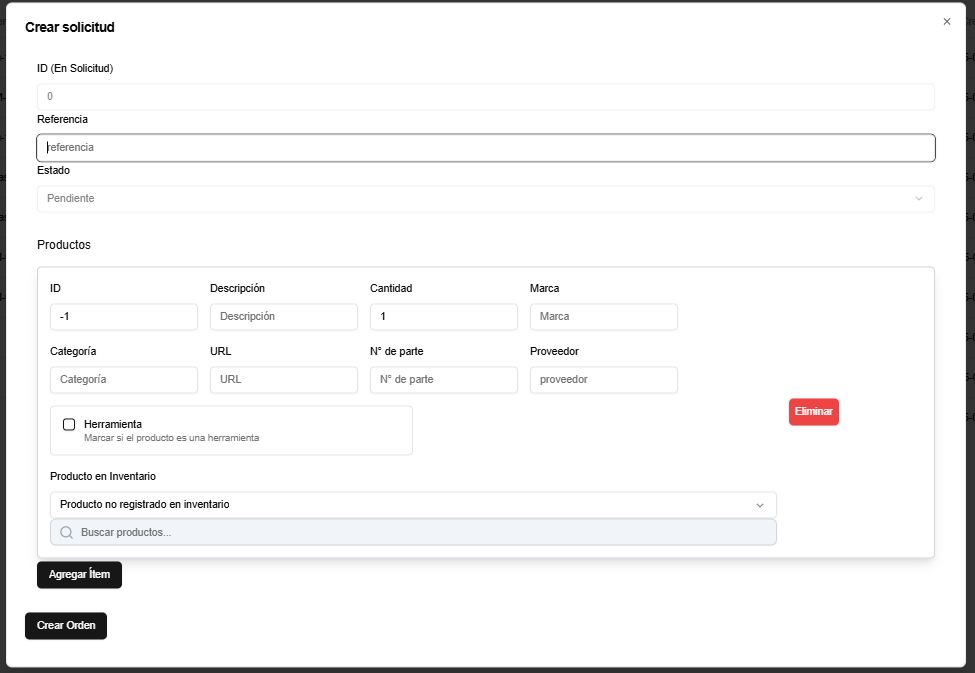 Crear solicitud
ID (En Solicitud)
0
Referencia
referencia
Estado
Pendiente
Productos
ID Descripción Cantidad Marca
-1 Descripción 1 Marca
Categoría URL N° de parte Proveedor
Categoría URL N° de parte proveedor
Herramienta
Marcar si el producto es una herramienta
Eliminar
Producto en Inventario
Producto no registrado en inventario
Buscar productos...
Agregar Ítem
Crear Orden